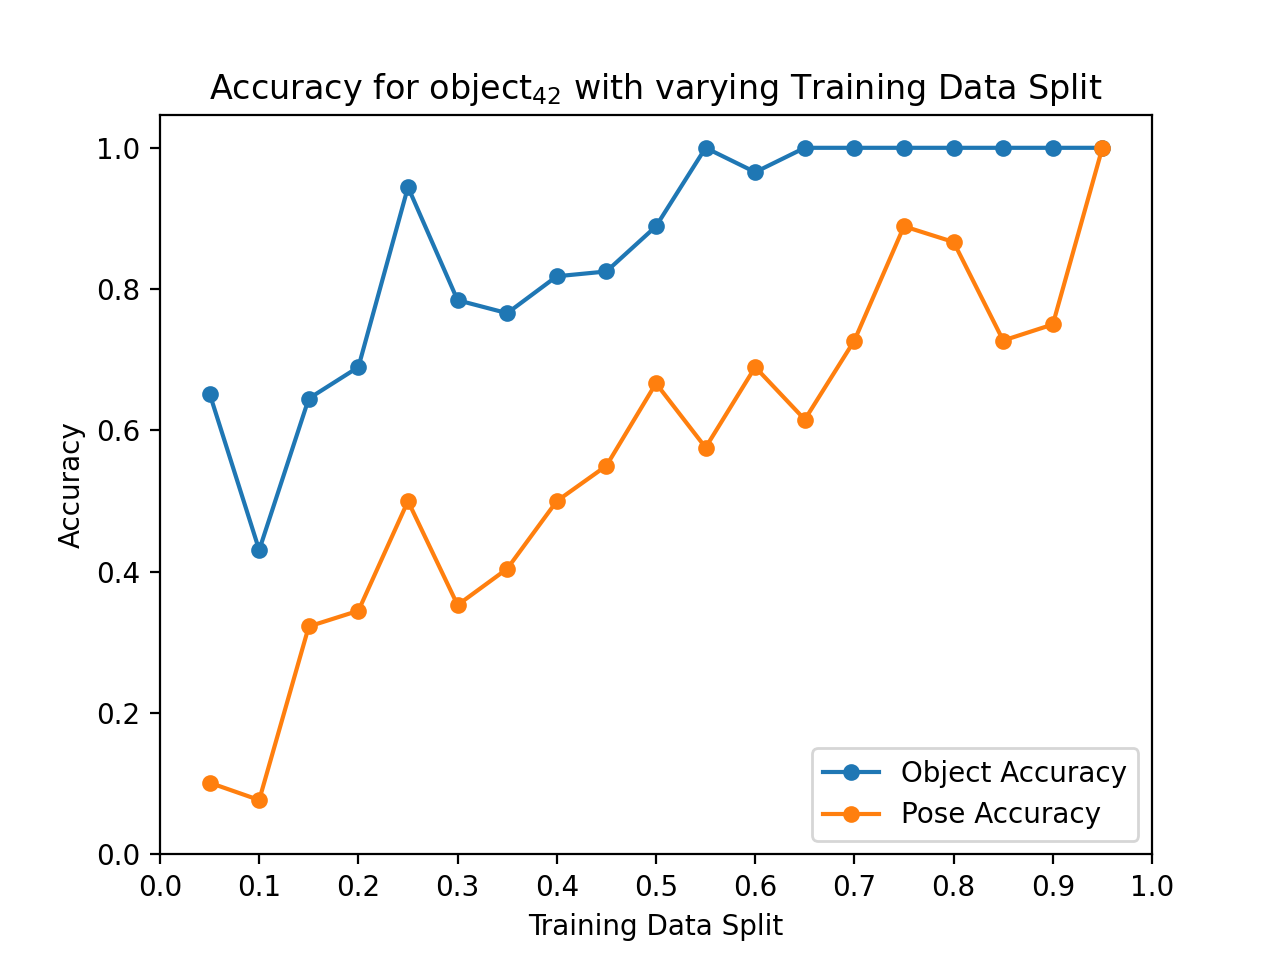 Accuracy for object₄₂ with varying Training Data Split
1.0
0.8
0.6
0.4
0.2
0.0
Accuracy
Object Accuracy
Pose Accuracy
0.0 0.1 0.2 0.3 0.4 0.5 0.6 0.7 0.8 0.9 1.0
Training Data Split